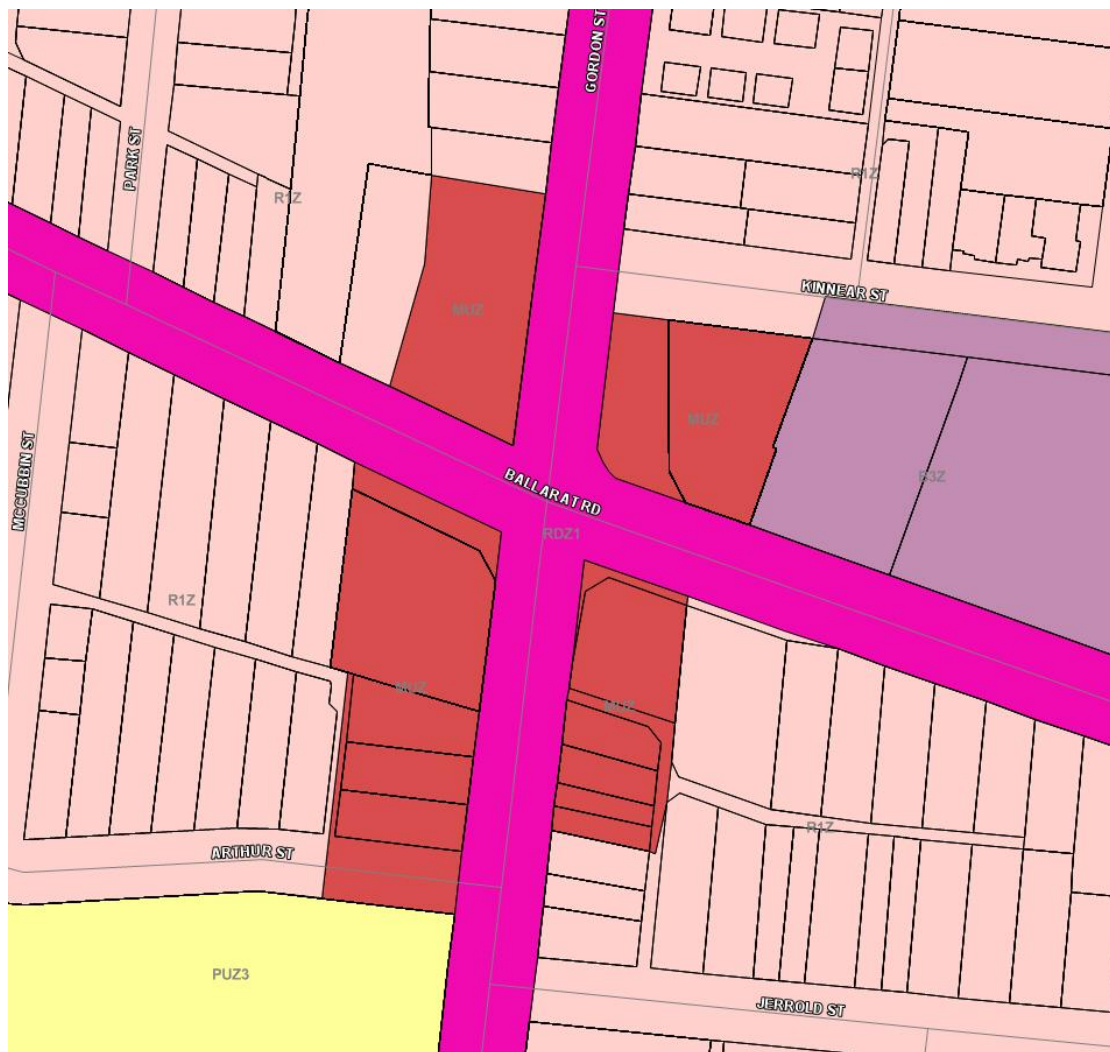 GORDON ST
PARK ST
R1Z
R1Z
KINNEAR ST
MUZ
MUZ
MCCUBBIN ST
BALLARAT RD
B3Z
RDZ1
R1Z
MUZ
MUZ
R1Z
ARTHUR ST
PUZ3
JERROLD ST